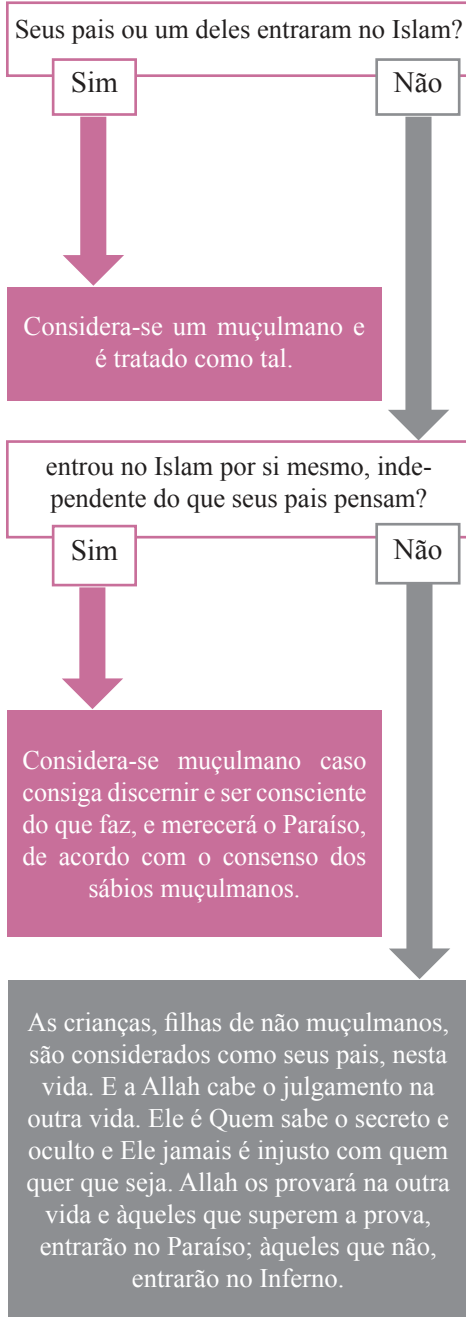 Seus pais ou um deles entraram no Islam?
Sim
Não
Considera-se um muçulmano e
é tratado como tal.
entrou no Islam por si mesmo, inde-
pendente do que seus pais pensam?
Sim
Não
Considera-se muçulmano caso
consiga discernir e ser consciente
do que faz, e merecerá o Paraíso,
de acordo com o consenso dos
sábios muçulmanos.
As crianças, filhas de não muçulmanos,
são considerados como seus pais, nesta
vida. E a Allah cabe o julgamento na
outra vida. Ele é Quem sabe o secreto e
oculto e Ele jamais é injusto com quem
quer que seja. Allah os provará na outra
vida e àqueles que superem a prova,
entrarão no Paraíso; àqueles que não,
entrarão no Inferno.